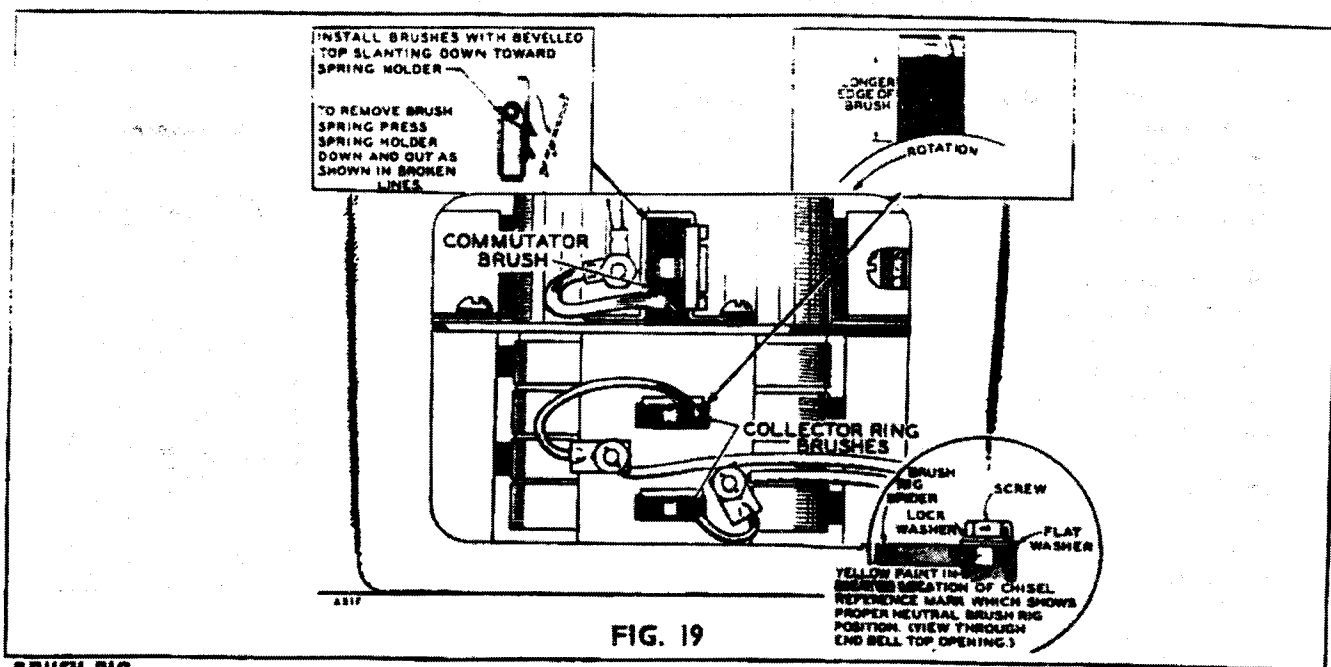 INSTALL BRUSHES WITH BEVELLED
TOP SLANTING DOWN TOWARD
SPRING HOLDER
TO REMOVE BRUSH
SPRING PRESS
SPRING HOLDER
DOWN AND OUT AS
SHOWN IN BROKEN
LINES
LONGER
EDGE OF
BRUSH
ROTATION
COMMUTATOR
BRUSH
COLLECTOR RING
BRUSHES
BRUSH
RIG
SPIDER
SCREW
LOCK
WASHER
FLAT
WASHER
YELLOW PAINT IN-
LOCATION OF CHISEL
REFERENCE MARK WHICH SHOWS
PROPER NEUTRAL BRUSH RIG
POSITION. (VIEW THROUGH
END BELL TOP OPENING.)
FIG. 19
BRUSH RIG